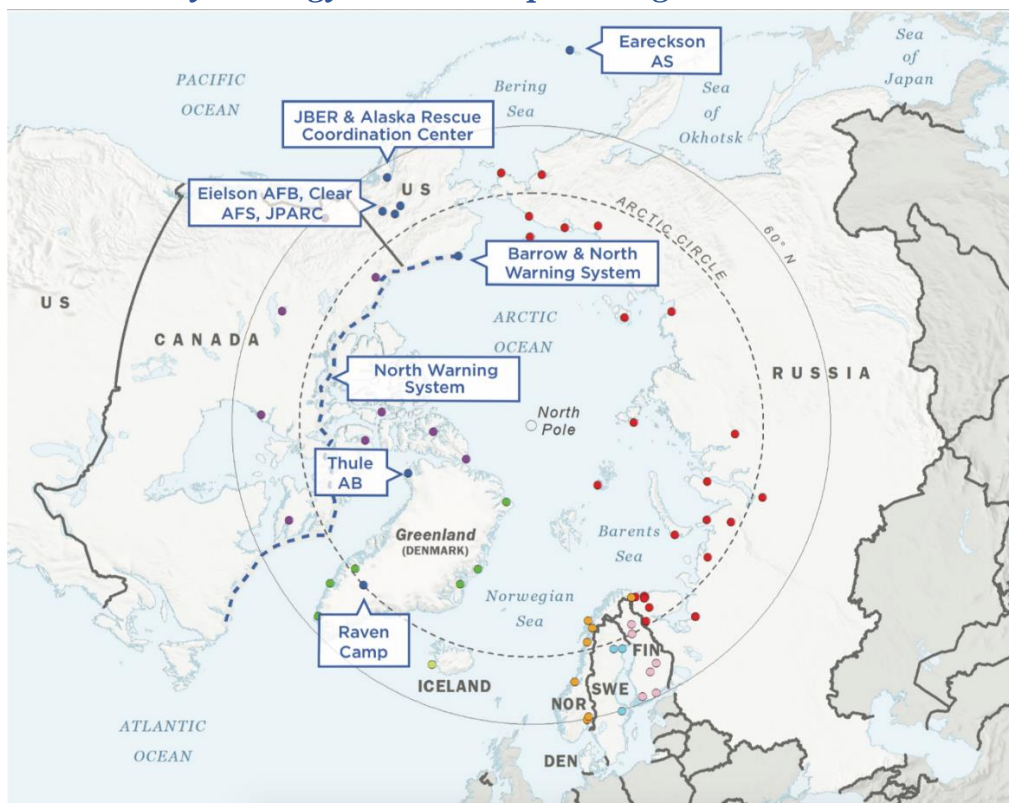 Eareckson
AS
Sea
of
Japan
PACIFIC
OCEAN
Bering
Sea
Sea
of
Okhotsk
JBER & Alaska Rescue
Coordination Center
US
Eielson AFB, Clear
AFS, JPARC
ARCTIC CIRCLE
60° N
Barrow & North
Warning System
US
CANADA
ARCTIC
OCEAN
RUSSIA
North Warning
System
North
Pole
Thule
AB
Greenland
(DENMARK)
Barents
Sea
Norwegian
Sea
Raven
Camp
FIN
ICELAND
SWE
NOR
ATLANTIC
OCEAN
DEN